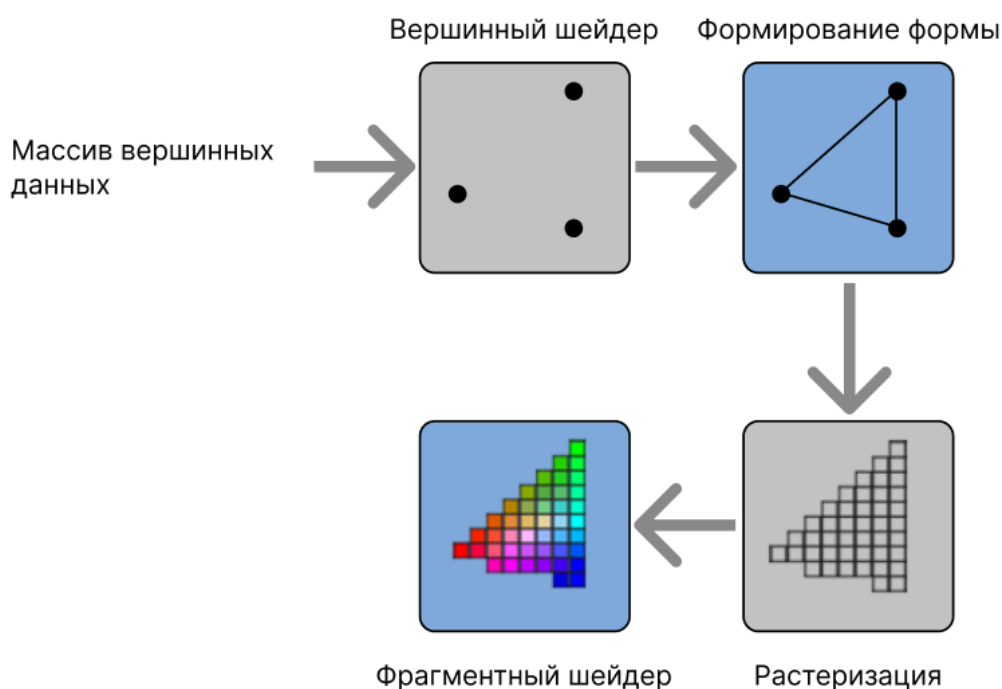 Вершинный шейдер
Формирование формы
Массив вершинных
данных
Фрагментный шейдер
Растеризация